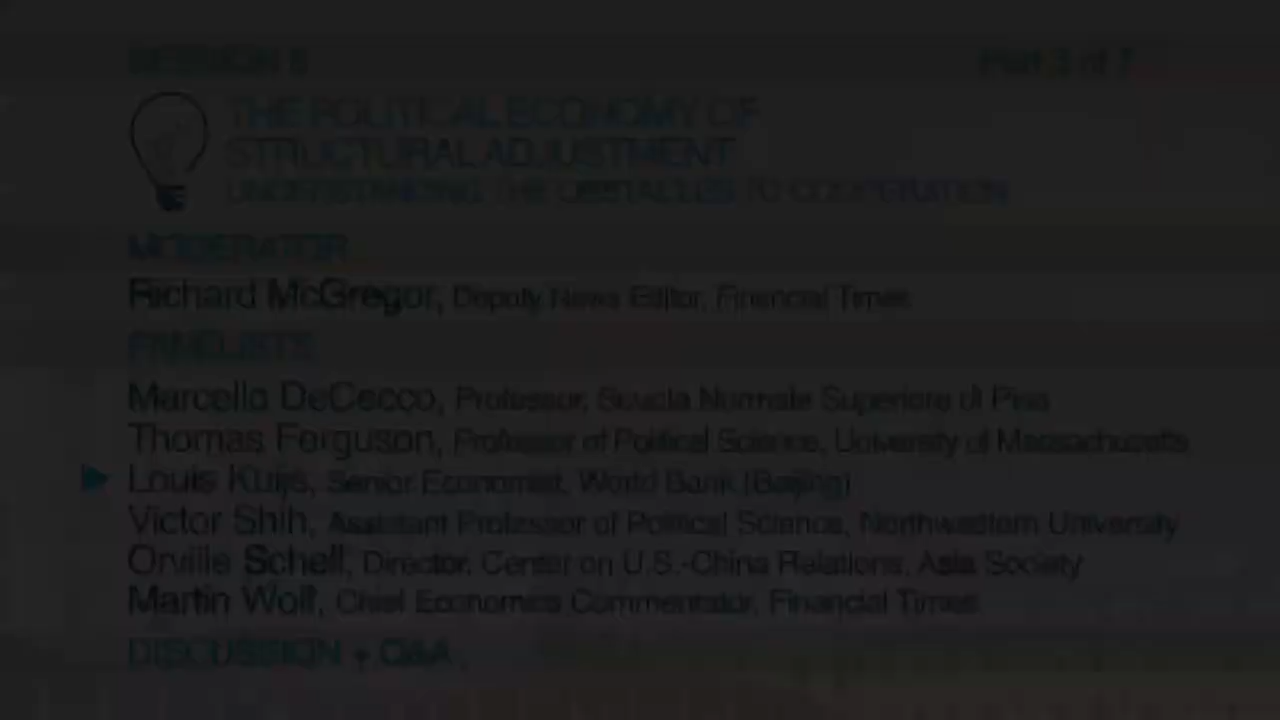 Part 3 of 7
THE POLITICAL ECONOMY OF
STRUCTURAL ADJUSTMENT
UNDERSTANDING THE OBSTACLES TO COOPERATION
MODERATOR
Richard McGregor, Deputy News Editor, Financial Times
PANELISTS
Marcello DeCecco, Professor, Scuola Normale Superiore di Pisa
Thomas Ferguson, Professor of Political Science, University of Massachusetts
Louis Kuijs, Senior Economist, World Bank (Beijing)
Victor Shih, Assistant Professor of Political Science, Northwestern University
Orville Schell, Director, Center on U.S.-China Relations, Asia Society
Martin Wolf, Chief Economics Commentator, Financial Times
DISCUSSION + Q&A